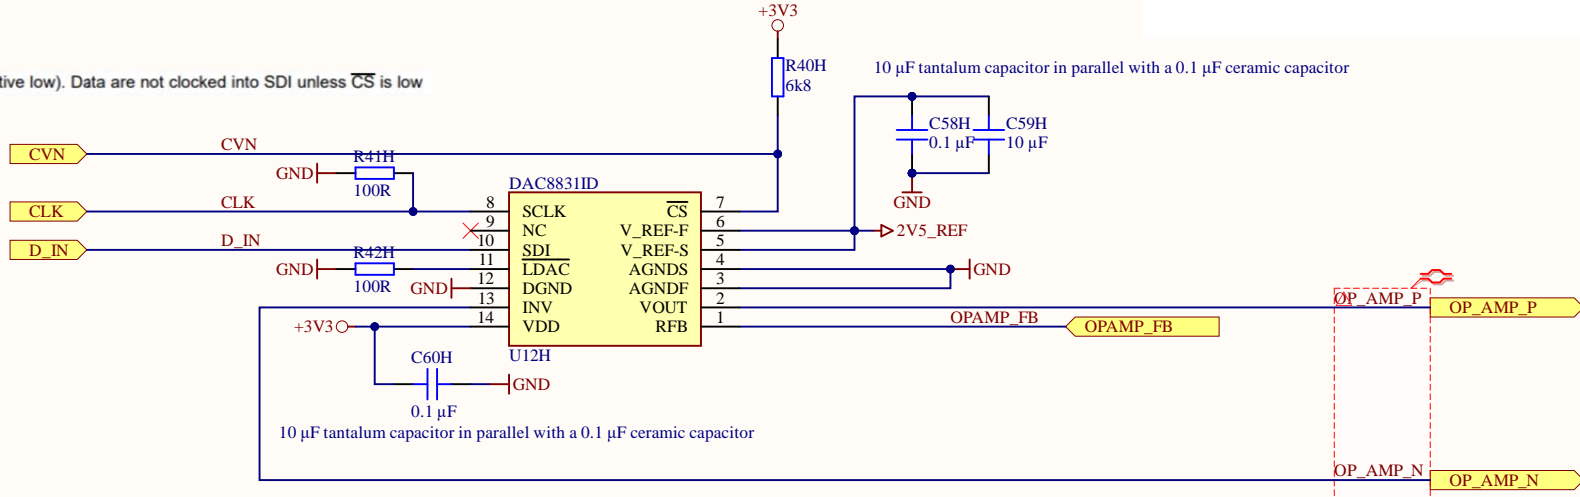 +3V3
R40H
6k8
10 µF tantalum capacitor in parallel with a 0.1 µF ceramic capacitor
tive low). Data are not clocked into SDI unless CS is low
C58H
0.1 µF
C59H
10 µF
CVN
CVN
R41H
GND
100R
GND
DAC8831ID
CLK
CLK
8
SCLK
CS
7
9
NC
V_REF-F
6
2V5_REF
D_IN
D_IN
10
SDI
V_REF-S
5
R42H
GND
100R
11
LDAC
AGNDS
4
GND
GND
12
DGND
AGNDF
3
13
INV
VOUT
2
OP_AMP_P
OP_AMP_P
+3V3
14
VDD
RFB
1
OPAMP_FB
OPAMP_FB
U12H
C60H
GND
0.1 µF
10 µF tantalum capacitor in parallel with a 0.1 µF ceramic capacitor
OP_AMP_N
OP_AMP_N